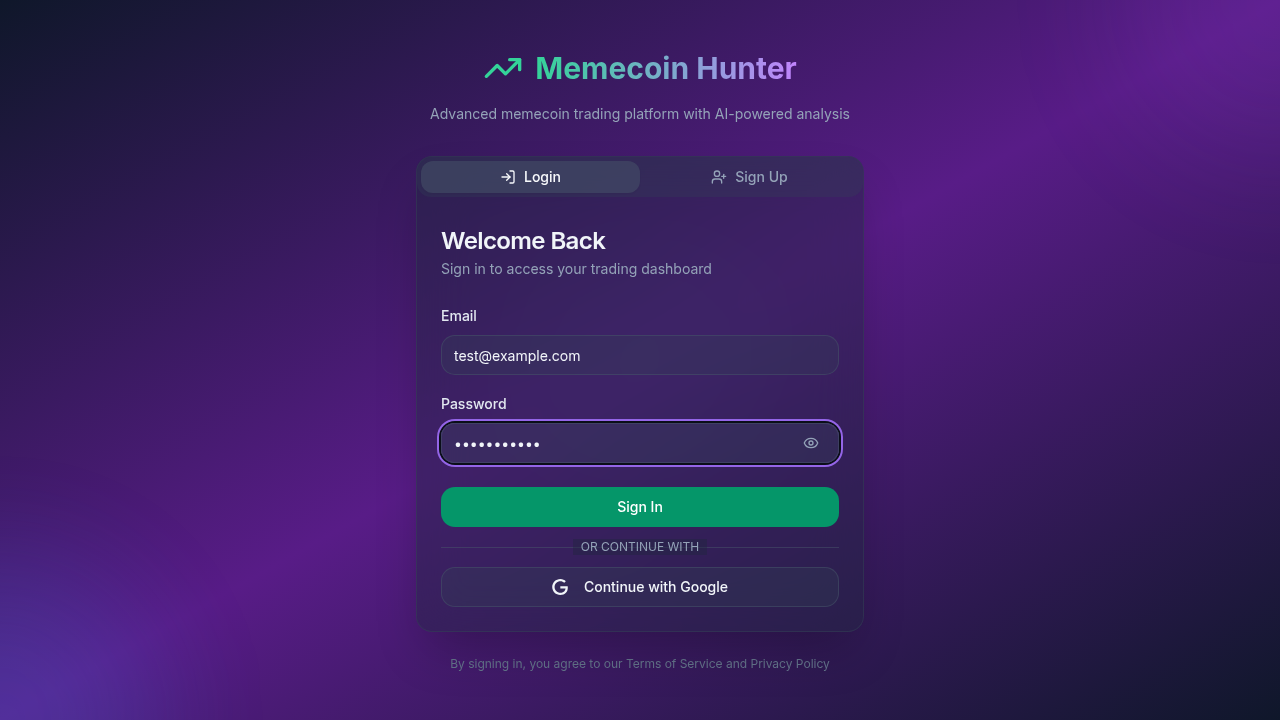 Memecoin Hunter
Advanced memecoin trading platform with AI-powered analysis
Login
Sign Up
Welcome Back
Sign in to access your trading dashboard
Email
test@example.com
Password
•••••••••••
Sign In
OR CONTINUE WITH
G Continue with Google
By signing in, you agree to our Terms of Service and Privacy Policy